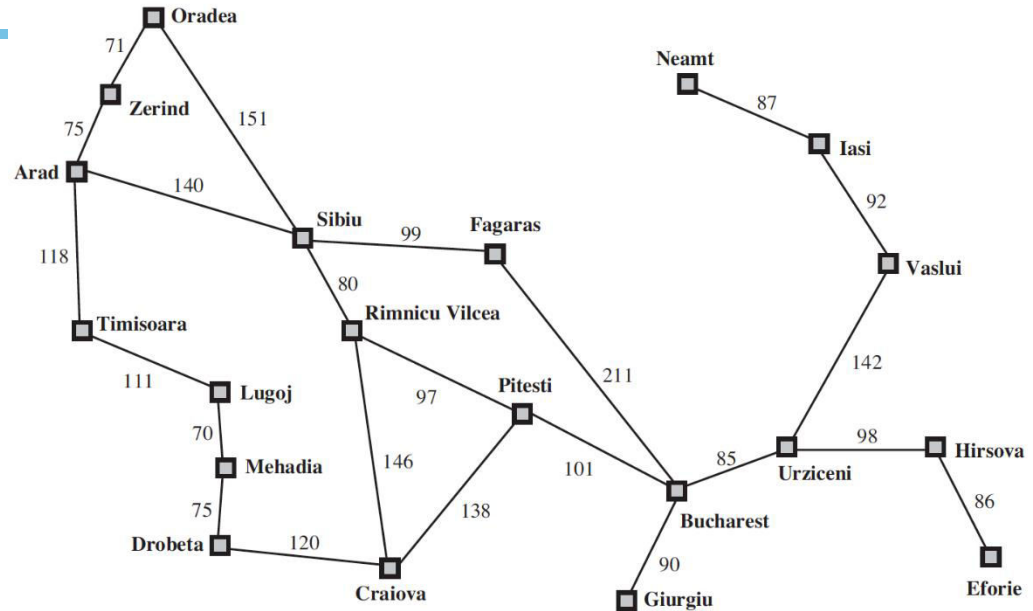 Oradea
71
Neamt
87
Zerind
151
75
Iasi
Arad
140
92
Sibiu
99
Fagaras
118
Vaslui
80
Timisoara
Rimnicu Vilcea
142
111
211
Lugoj
97
Pitesti
70
98
Hirsova
Mehadia
146
101
85
Urziceni
75
138
86
Bucharest
Drobeta
120
90
Craiova
Eforie
Giurgiu